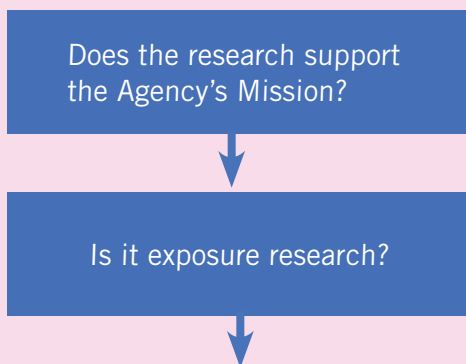 Does the research support
the Agency’s Mission?
Is it exposure research?